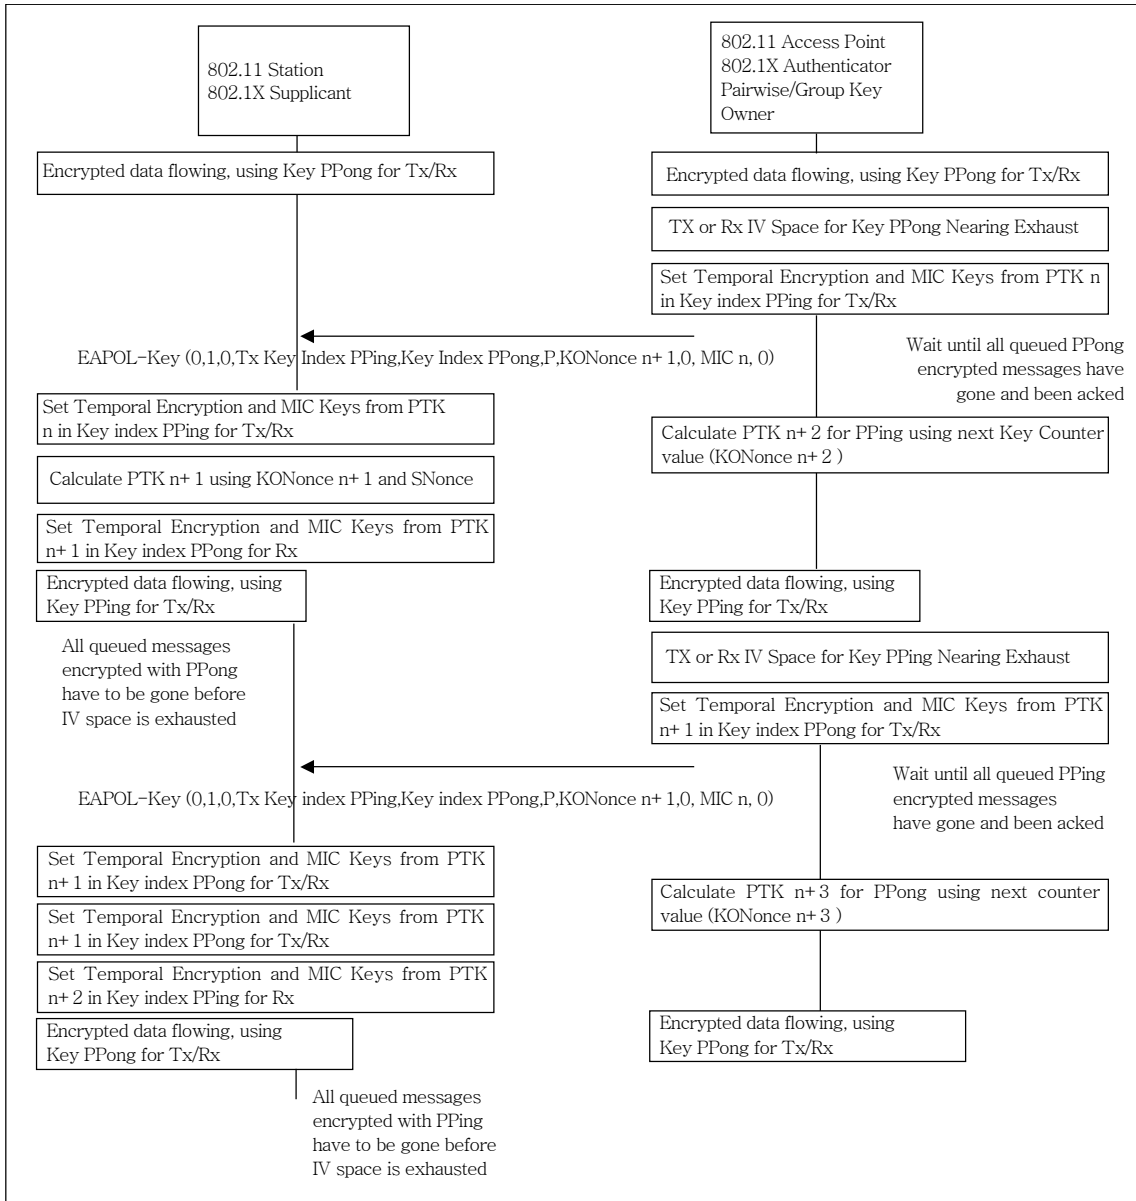 802.11 Station
802.1X Supplicant
802.11 Access Point
802.1X Authenticator
Pairwise/Group Key
Owner
Encrypted data flowing, using Key PPong for Tx/Rx
Encrypted data flowing, using Key PPong for Tx/Rx
TX or Rx IV Space for Key PPong Nearing Exhaust
Set Temporal Encryption and MIC Keys from PTK n
in Key index PPing for Tx/Rx
EAPOL-Key (0,1,0,Tx Key Index PPing,Key Index PPong,P,KONonce n+1,0, MIC n, 0)
Wait until all queued PPong
encrypted messages have
gone and been acked
Set Temporal Encryption and MIC Keys from PTK
n in Key index PPing for Tx/Rx
Calculate PTK n+2 for PPing using next Key Counter
value (KONonce n+2 )
Calculate PTK n+1 using KONonce n+1 and SNonce
Set Temporal Encryption and MIC Keys from PTK
n+1 in Key index PPong for Rx
Encrypted data flowing, using
Key PPing for Tx/Rx
Encrypted data flowing, using
Key PPing for Tx/Rx
All queued messages
encrypted with PPong
have to be gone before
IV space is exhausted
TX or Rx IV Space for Key PPing Nearing Exhaust
Set Temporal Encryption and MIC Keys from PTK
n+1 in Key index PPong for Tx/Rx
EAPOL-Key (0,1,0,Tx Key index PPing,Key index PPong,P,KONonce n+1,0, MIC n, 0)
Wait until all queued PPing
encrypted messages
have gone and been acked
Set Temporal Encryption and MIC Keys from PTK
n+1 in Key index PPong for Tx/Rx
Calculate PTK n+3 for PPong using next counter
value (KONonce n+3 )
Set Temporal Encryption and MIC Keys from PTK
n+1 in Key index PPong for Tx/Rx
Set Temporal Encryption and MIC Keys from PTK
n+2 in Key index PPing for Rx
Encrypted data flowing, using
Key PPong for Tx/Rx
Encrypted data flowing, using
Key PPong for Tx/Rx
All queued messages
encrypted with PPing
have to be gone before
IV space is exhausted